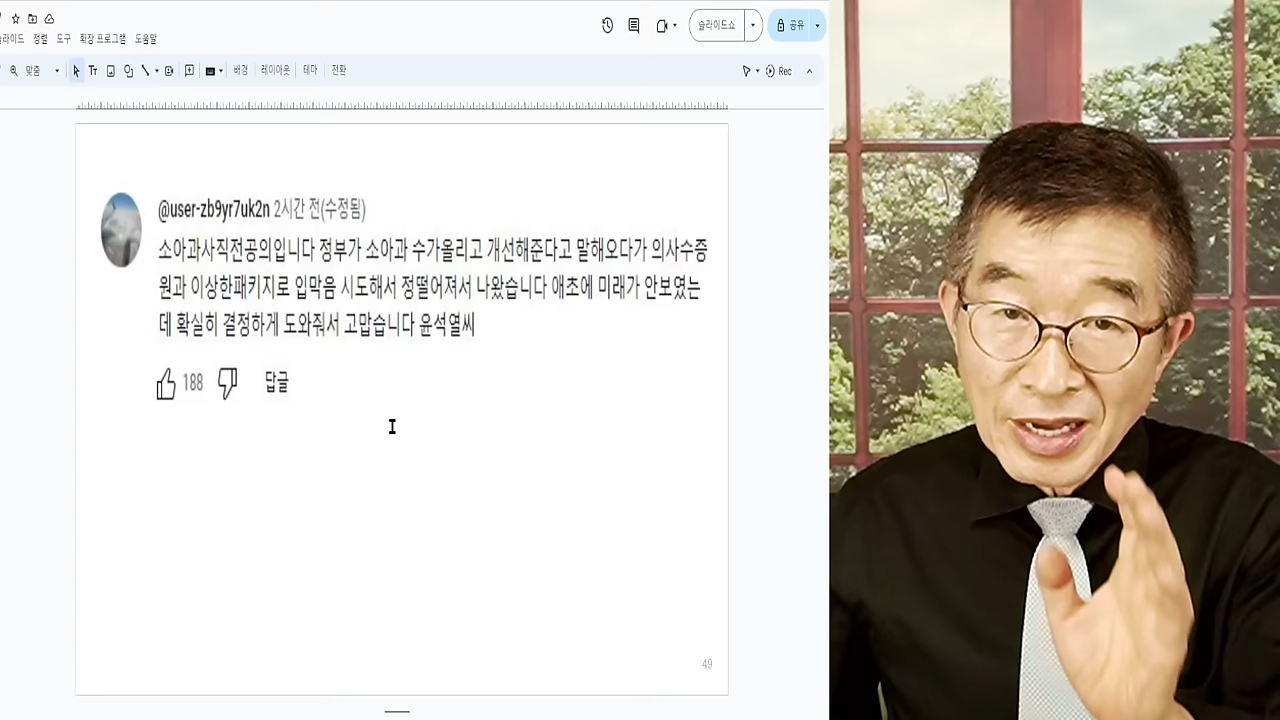 라이드 정렬 도구 확장 프로그램 도움말
슬라이드쇼
공유
맞춤 배경 레이아웃 테마 전환 Rec
@user-zb9yr7uk2n 2시간 전(수정됨)
소아과사직전공의입니다 정부가 소아과 수가올리고 개선해준다고 말해오다가 의사수증
원과 이상한패키지로 입막음 시도해서 정떨어져서 나왔습니다 애초에 미래가 안보였는
데 확실히 결정하게 도와줘서 고맙습니다 윤석열씨
188 답글
49